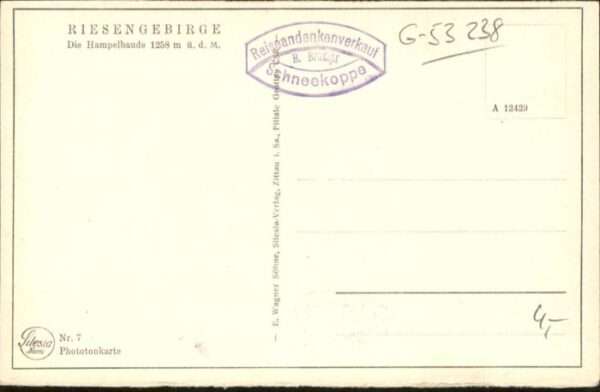 RIESENGEBIRGE
Die Hampelbaude 1258 m ü. d. M.
Reiseandenkenverkauf
Schneekoppe
G-53 238
A 12429
E. Wagner Söhne, Silesia-Verlag, Zittau i. Sa., Filiale
4,-
Silesia
Nr. 7
Phototonkarte